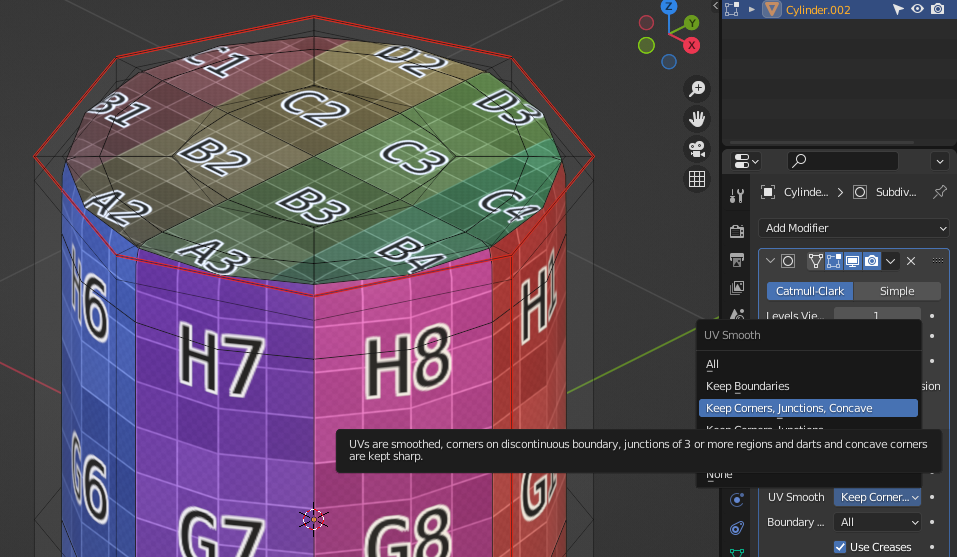 Z
Y
X
Cylinder.002
C1
D2
B1
C2
D3
B2
C3
A2
B3
C4
A3
B4
H6
H7
H8
H1
G6
G7
G8
G1
Cylinde...
Subdiv...
Add Modifier
Catmull-Clark
Simple
Levels Vie...
1
UV Smooth
All
Keep Boundaries
sion
Keep Corners, Junctions, Concave
Keep Corners, Junctions
UVs are smoothed, corners on discontinuous boundary, junctions of 3 or more regions and darts and concave corners
are kept sharp.
None
UV Smooth
Keep Corner...
Boundary ...
All
Use Creases